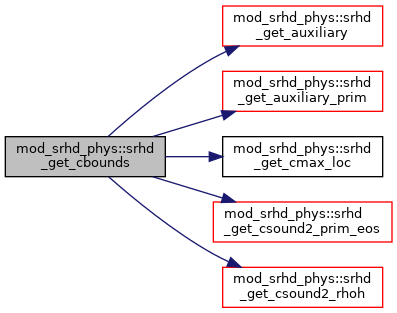 mod_srhd_phys::srhd
_get_auxiliary
mod_srhd_phys::srhd
_get_auxiliary_prim
mod_srhd_phys::srhd
_get_cbounds
mod_srhd_phys::srhd
_get_cmax_loc
mod_srhd_phys::srhd
_get_csound2_prim_eos
mod_srhd_phys::srhd
_get_csound2_rhoh